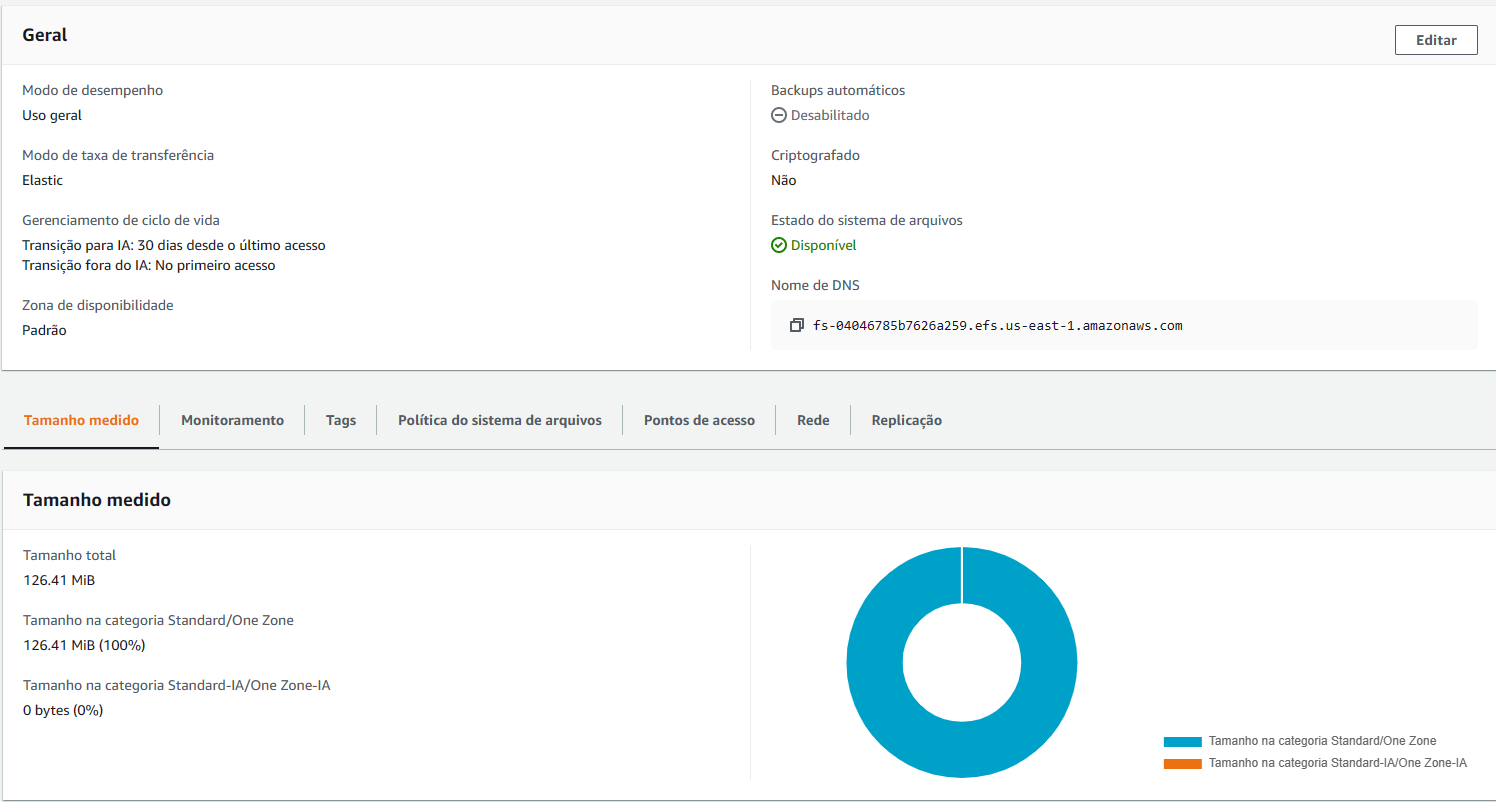 Geral
Editar
Modo de desempenho
Uso geral
Modo de taxa de transferência
Elastic
Gerenciamento de ciclo de vida
Transição para IA: 30 dias desde o último acesso
Transição fora do IA: No primeiro acesso
Zona de disponibilidade
Padrão
Backups automáticos
Desabilitado
Criptografado
Não
Estado do sistema de arquivos
Disponível
Nome de DNS
fs-04046785b7626a259.efs.us-east-1.amazonaws.com
Tamanho medido
Monitoramento
Tags
Política do sistema de arquivos
Pontos de acesso
Rede
Replicação
Tamanho medido
Tamanho total
126.41 MiB
Tamanho na categoria Standard/One Zone
126.41 MiB (100%)
Tamanho na categoria Standard-IA/One Zone-IA
0 bytes (0%)
Tamanho na categoria Standard/One Zone
Tamanho na categoria Standard-IA/One Zone-IA